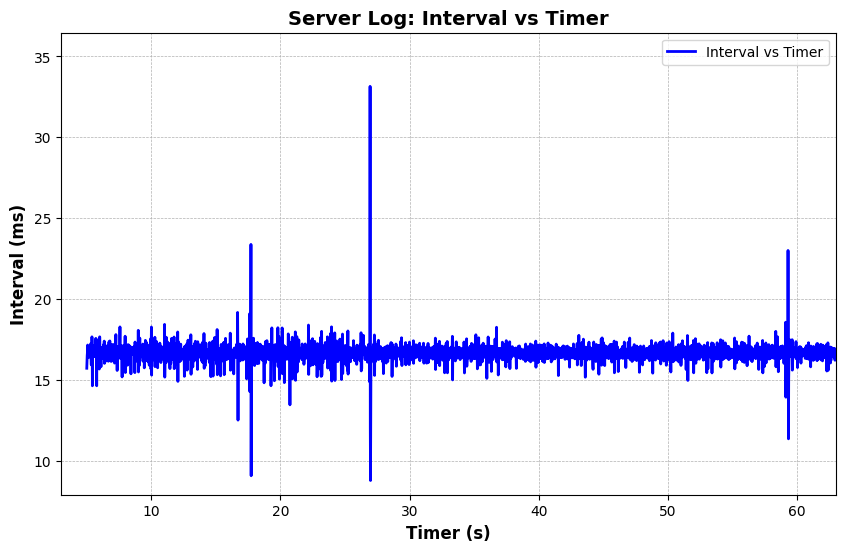 Server Log: Interval vs Timer
Interval vs Timer
35
30
25
20
15
10
Interval (ms)
10 20 30 40 50 60
Timer (s)